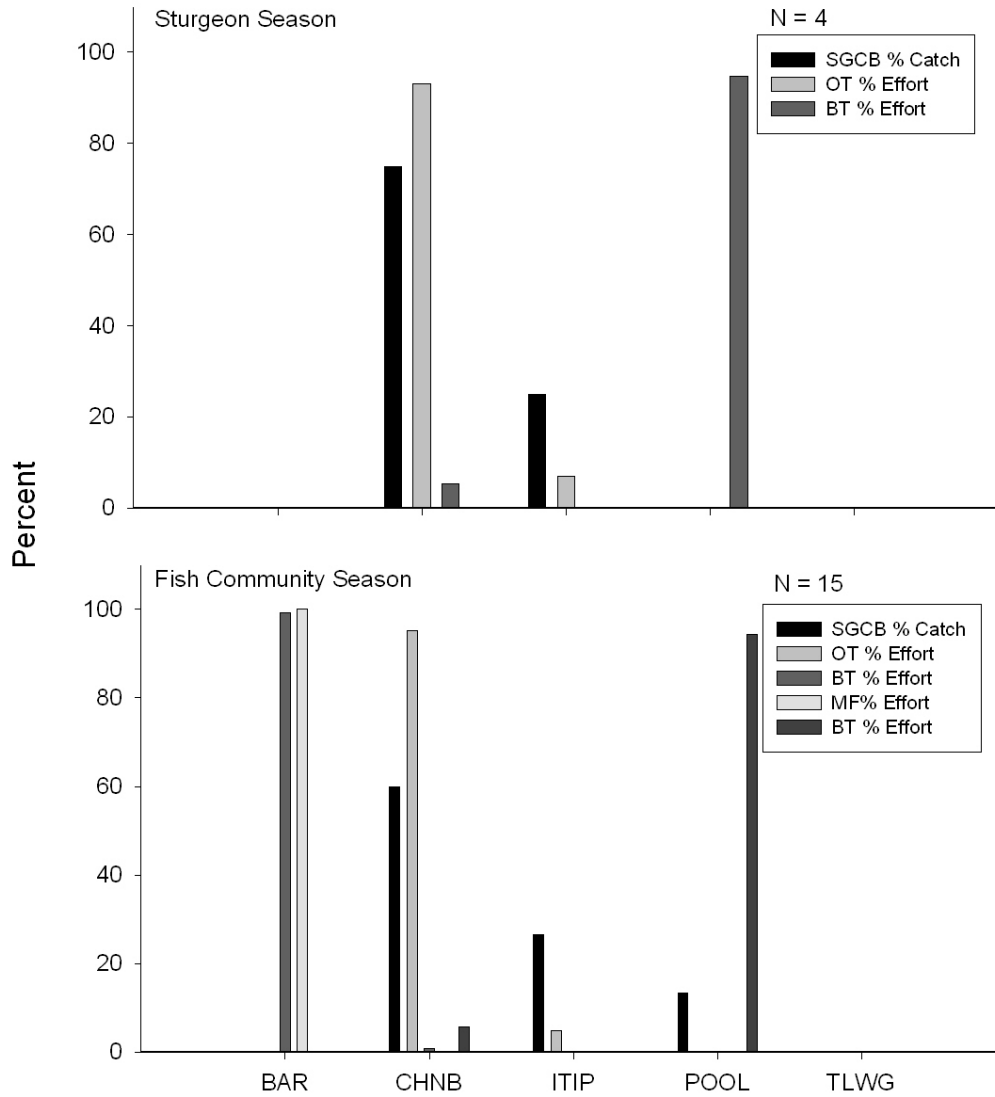 Sturgeon Season
N = 4
SGCB % Catch
OT % Effort
BT % Effort
100
80
60
40
20
0
Percent
Fish Community Season
N = 15
SGCB % Catch
OT % Effort
BT % Effort
MF% Effort
BT % Effort
100
80
60
40
20
0
BAR CHNB ITIP POOL TLWG